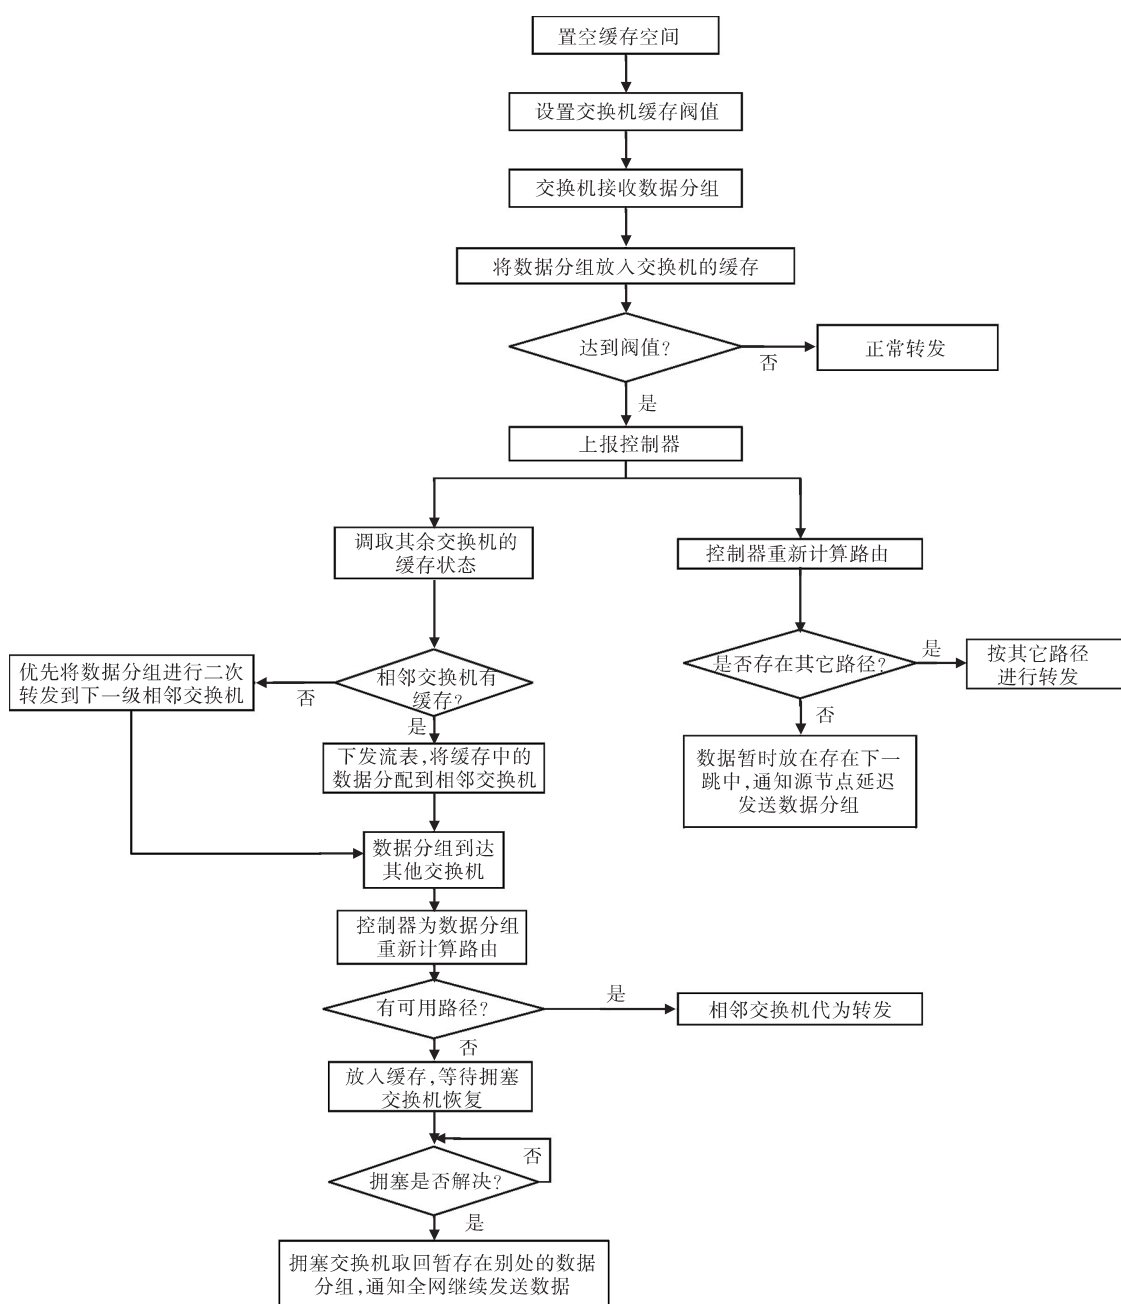 置空缓存空间
设置交换机缓存阀值
交换机接收数据分组
将数据分组放入交换机的缓存
达到阀值?
否
正常转发
是
上报控制器
调取其余交换机的
缓存状态
控制器重新计算路由
是否存在其它路径?
是
按其它路径
进行转发
否
数据暂时放在存在下一
跳中,通知源节点延迟
发送数据分组
相邻交换机有
缓存?
否
优先将数据分组进行二次
转发到下一级相邻交换机
是
下发流表,将缓存中的
数据分配到相邻交换机
数据分组到达
其他交换机
控制器为数据分组
重新计算路由
有可用路径?
是
相邻交换机代为转发
否
放入缓存,等待拥塞
交换机恢复
否
拥塞是否解决?
是
拥塞交换机取回暂存在别处的数据
分组,通知全网继续发送数据